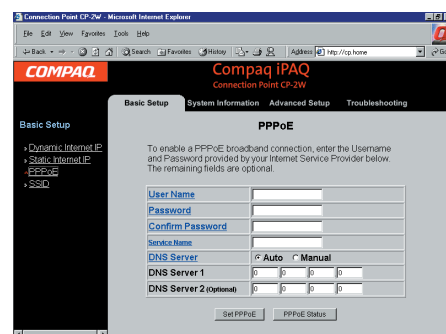 Connection Point CP-2W - Microsoft Internet Explorer
File Edit View Favorites Tools Help
Back Search Favorites History Address http://cp.home Go
COMPAQ
Compaq iPAQ
Connection Point CP-2W
Basic Setup System Information Advanced Setup Troubleshooting
Basic Setup
Dynamic Internet IP
Static Internet IP
PPPoE
SSID
PPPoE
To enable a PPPoE broadband connection, enter the Username
and Password provided by your Internet Service Provider below.
The remaining fields are optional.
User Name
Password
Confirm Password
Service Name
DNS Server Auto Manual
DNS Server 1 0 0 0 0
DNS Server 2 (Optional) 0 0 0 0
Set PPPoE PPPoE Status